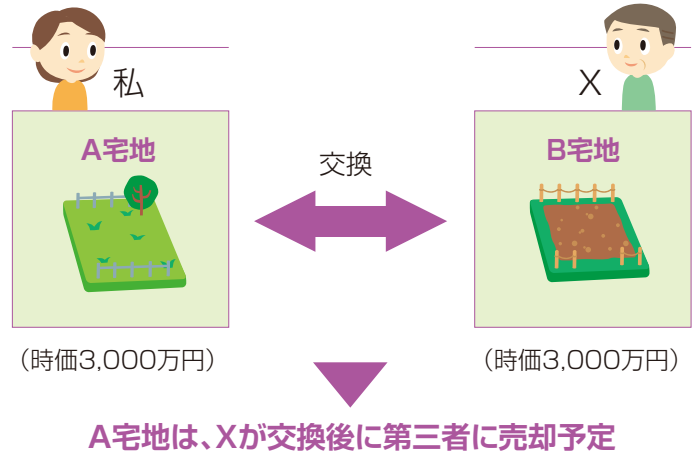 私
X
A宅地
B宅地
交換
（時価3,000万円）
（時価3,000万円）
A宅地は、Xが交換後に第三者に売却予定